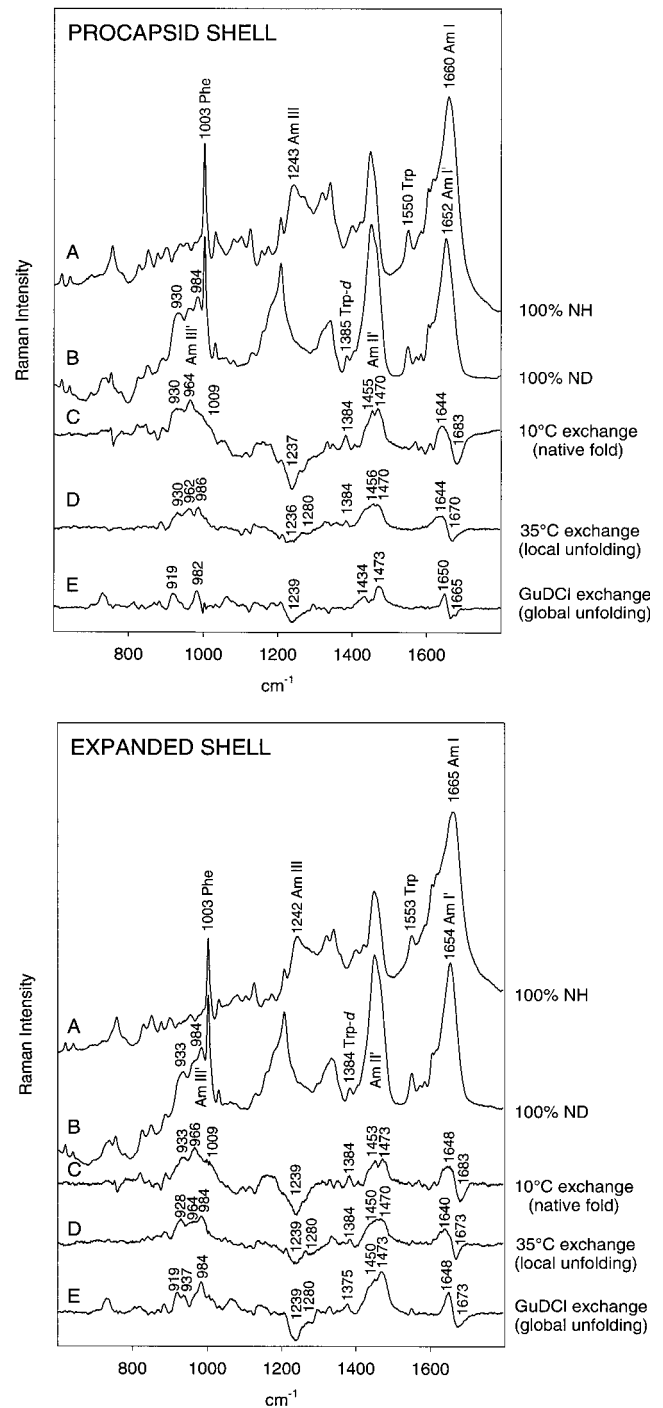 PROCAPSID SHELL
1660 Am I
1003 Phe
1243 Am III
1550 Trp
1652 Am I'
A
100% NH
930
984
Am III'
1385 Trp-d
Am II'
B
100% ND
930
964
1009
C
1237
1384
1455
1470
1644
1683
10°C exchange
(native fold)
D
930
962
986
1236
1280
1384
1456
1470
1644
1670
35°C exchange
(local unfolding)
E
919
982
1239
1434
1473
1650
1665
GuDCl exchange
(global unfolding)
Raman Intensity
800 1000 1200 1400 1600
cm-1
EXPANDED SHELL
1665 Am I
1003 Phe
1242 Am III
1553 Trp
1654 Am I'
A
100% NH
933
984
Am III'
1384 Trp-d
Am II'
B
100% ND
C
933
966
1009
1239
1384
1453
1473
1648
1683
10°C exchange
(native fold)
D
928
964
984
1239
1280
1384
1450
1470
1640
1673
35°C exchange
(local unfolding)
E
919
937
984
1239
1280
1375
1450
1473
1648
1673
GuDCl exchange
(global unfolding)
Raman Intensity
800 1000 1200 1400 1600
cm-1